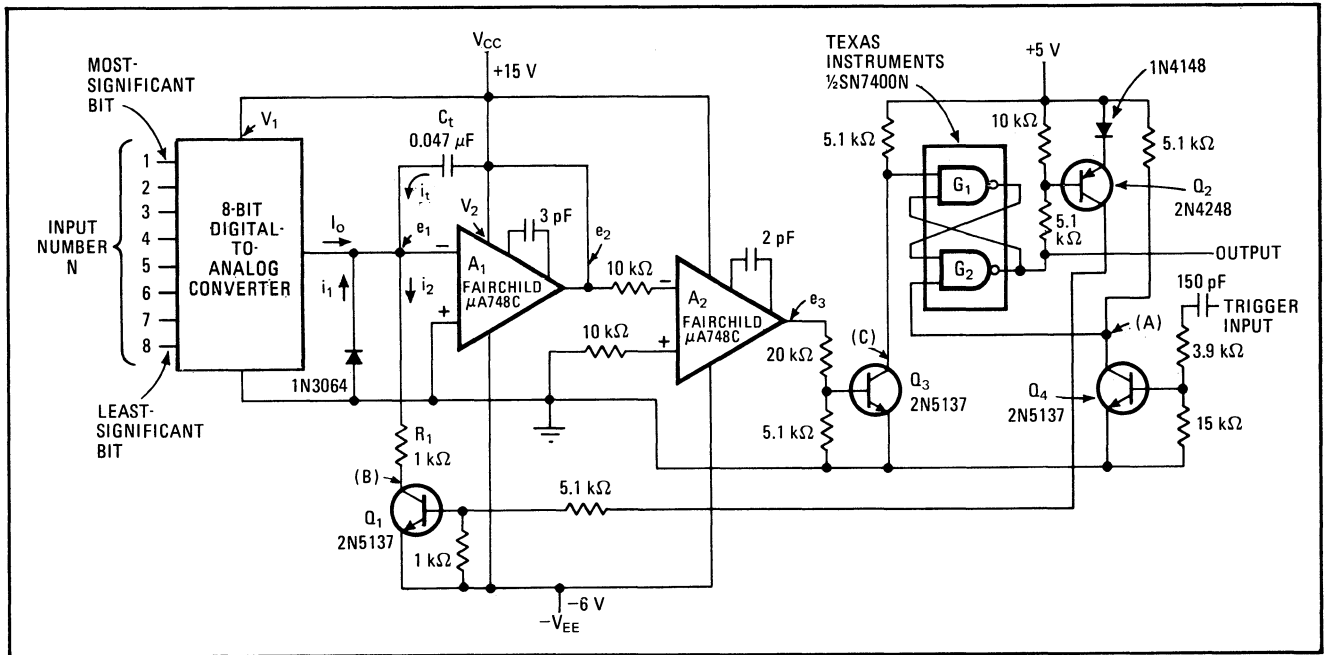 MOST-
SIGNIFICANT
BIT
INPUT
NUMBER
N
1
2
3
4
5
6
7
8
LEAST-
SIGNIFICANT
BIT
V1
8-BIT
DIGITAL-
TO-
ANALOG
CONVERTER
Io
i1
1N3064
VCC
+15 V
Ct
0.047 μF
it
e1
i2
V2
3 pF
−
A1
FAIRCHILD
μA748C
+
e2
R1
1 kΩ
(B)
Q1
2N5137
1 kΩ
5.1 kΩ
−6 V
−VEE
10 kΩ
10 kΩ
−
A2
FAIRCHILD
μA748C
+
2 pF
e3
20 kΩ
5.1 kΩ
(C)
Q3
2N5137
TEXAS
INSTRUMENTS
½SN7400N
5.1 kΩ
G1
G2
+5 V
10 kΩ
5.1
kΩ
1N4148
5.1 kΩ
Q2
2N4248
OUTPUT
150 pF
TRIGGER
INPUT
(A)
3.9 kΩ
Q4
2N5137
15 kΩ